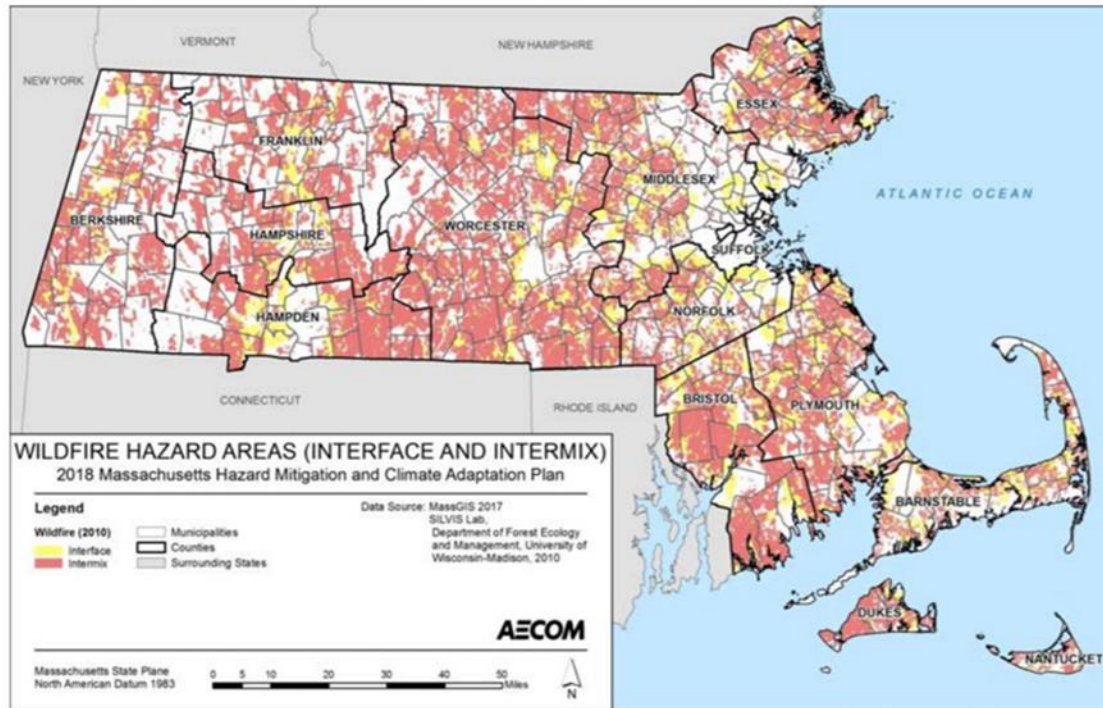 VERMONT
NEW HAMPSHIRE
NEW YORK
ESSEX
FRANKLIN
MIDDLESEX
ATLANTIC OCEAN
BERKSHIRE
HAMPSHIRE
WORCESTER
SUFFOLK
HAMPDEN
NORFOLK
CONNECTICUT
RHODE ISLAND
BRISTOL
PLYMOUTH
BARNSTABLE
DUKES
NANTUCKET
WILDFIRE HAZARD AREAS (INTERFACE AND INTERMIX)
2018 Massachusetts Hazard Mitigation and Climate Adaptation Plan
Legend
Wildfire (2010)
Interface
Intermix
Municipalities
Counties
Surrounding States
Data Source: MassGIS 2017
SILVIS Lab,
Department of Forest Ecology
and Management, University of
Wisconsin-Madison, 2010
AECOM
Massachusetts State Plane
North American Datum 1983
0 5 10 20 30 40 50
Miles
N